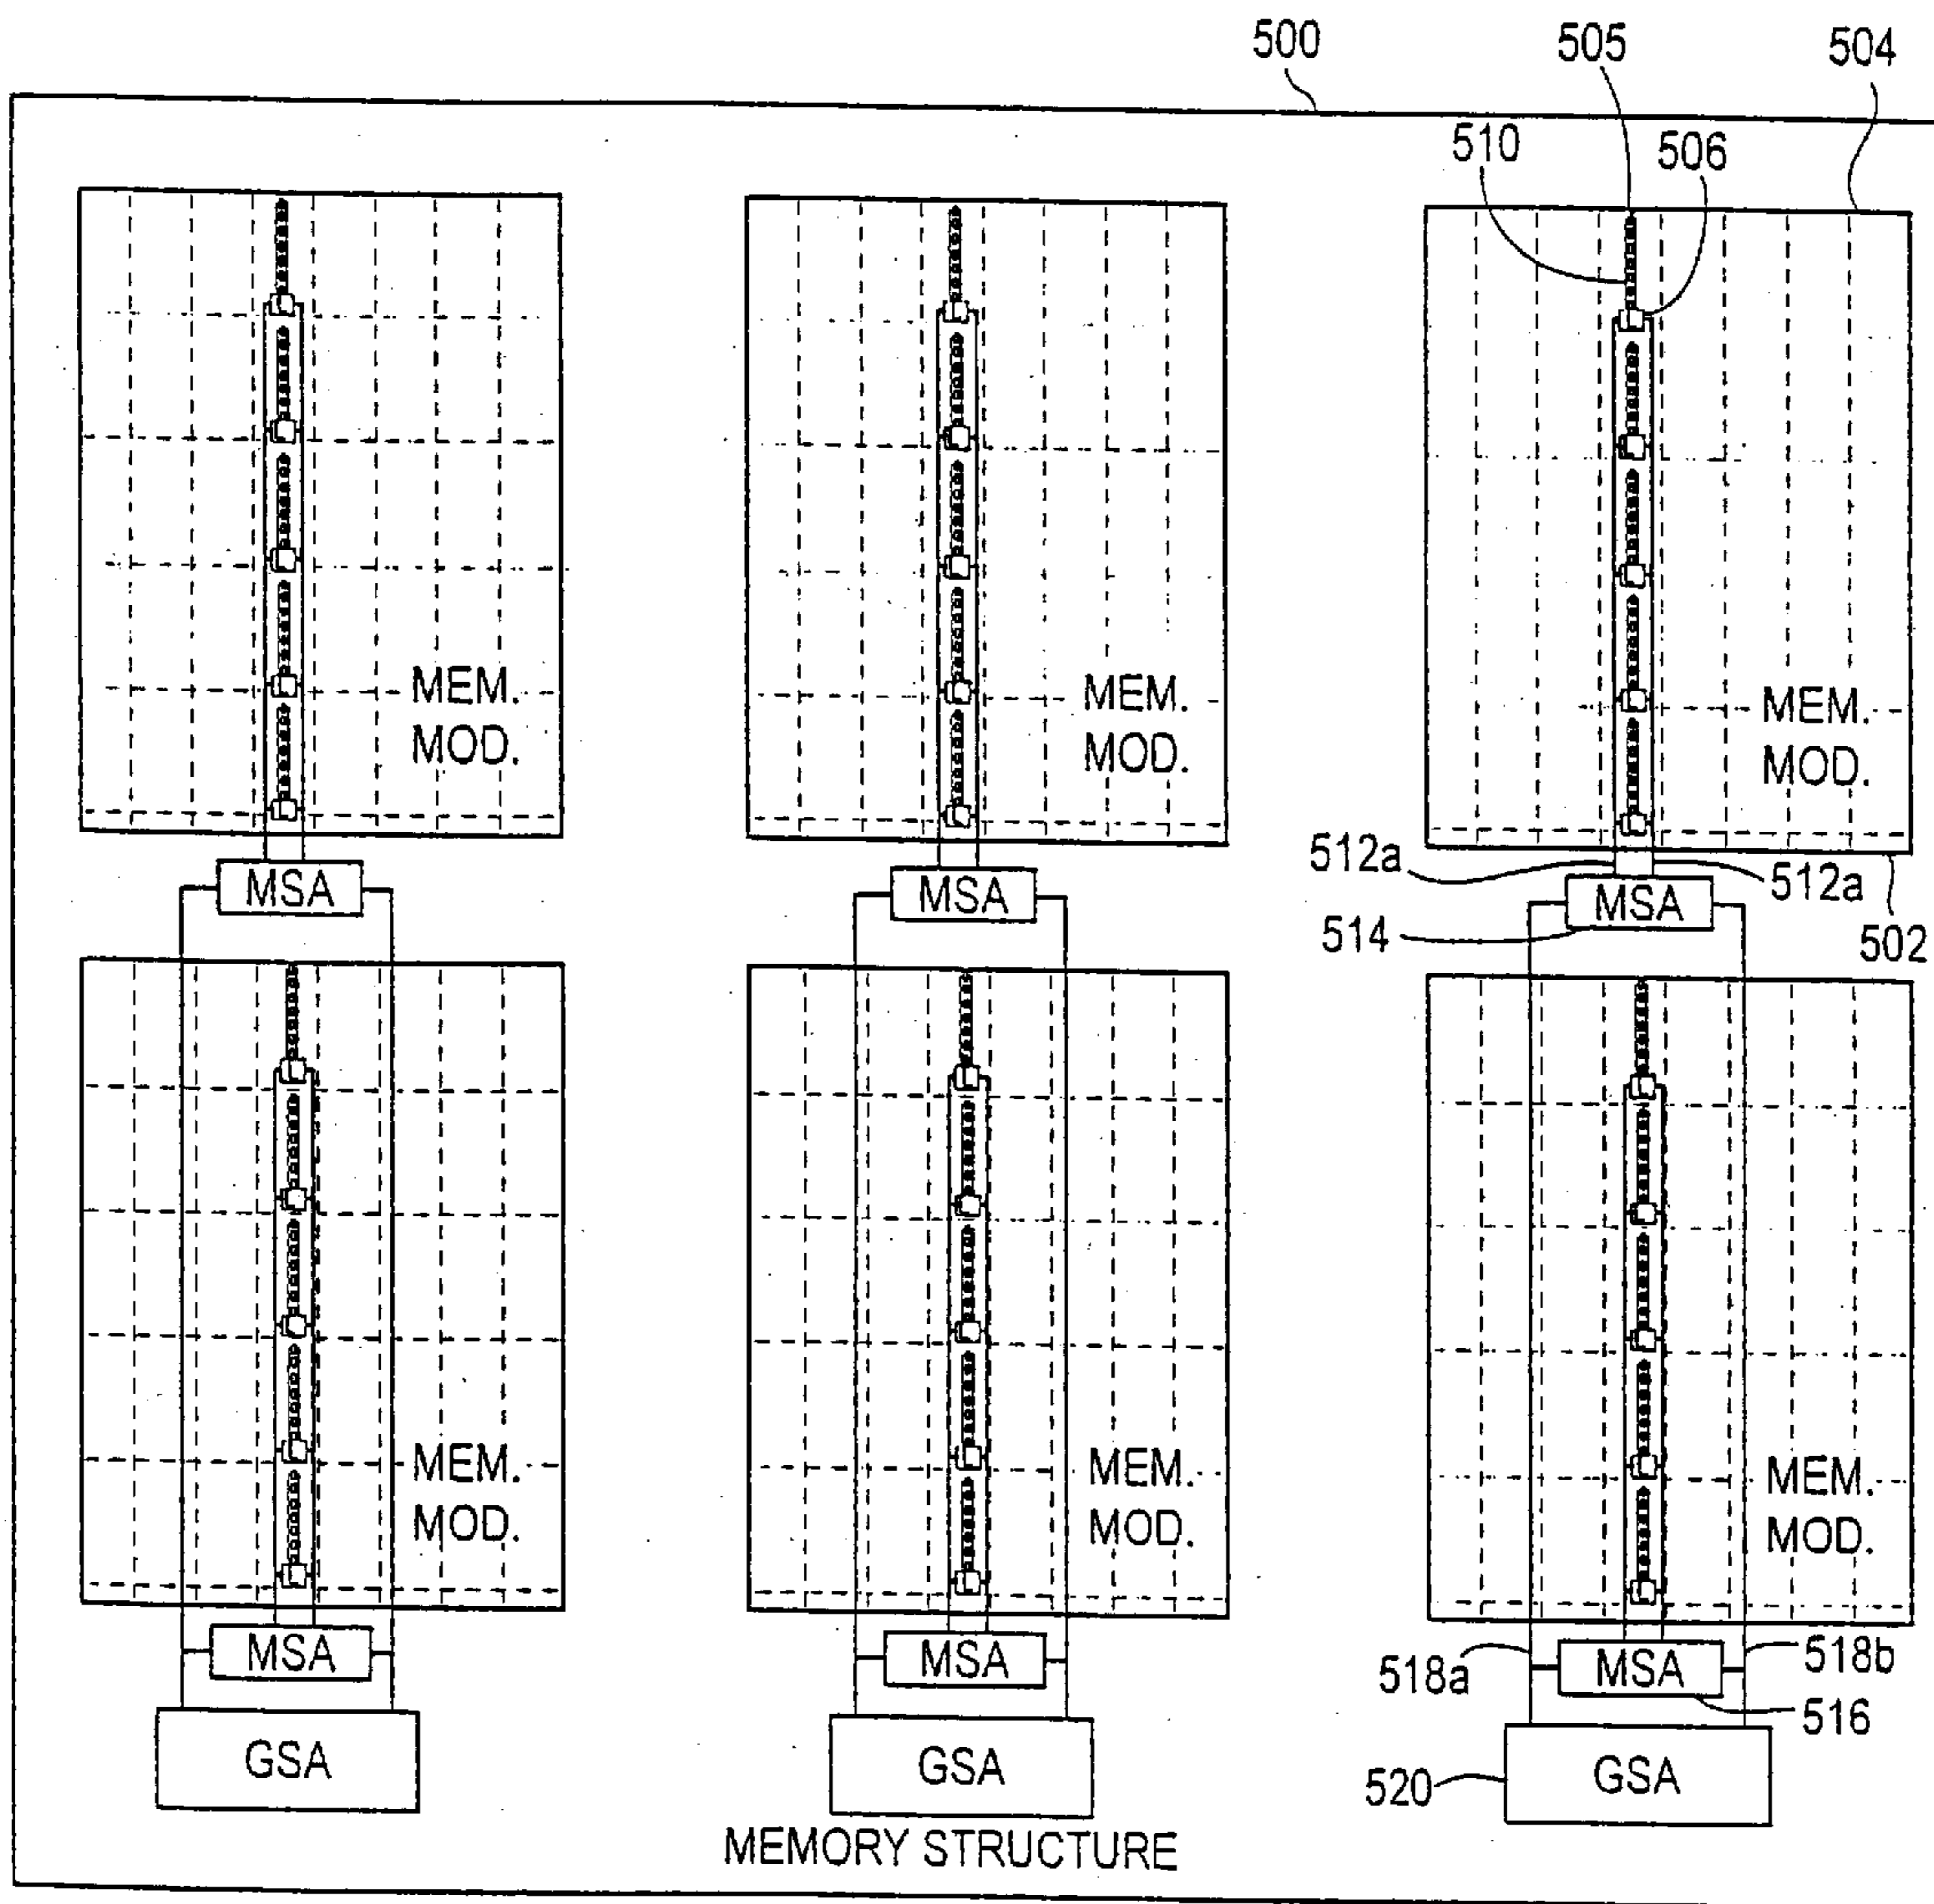 500
505
504
510
506
MEM.
MOD.
MEM.
MOD.
MEM.
MOD.
512a
512a
MSA
MSA
MSA
514
502
MEM.
MOD.
MEM.
MOD.
MEM.
MOD.
MSA
MSA
518a
MSA
518b
516
GSA
GSA
520
GSA
MEMORY STRUCTURE